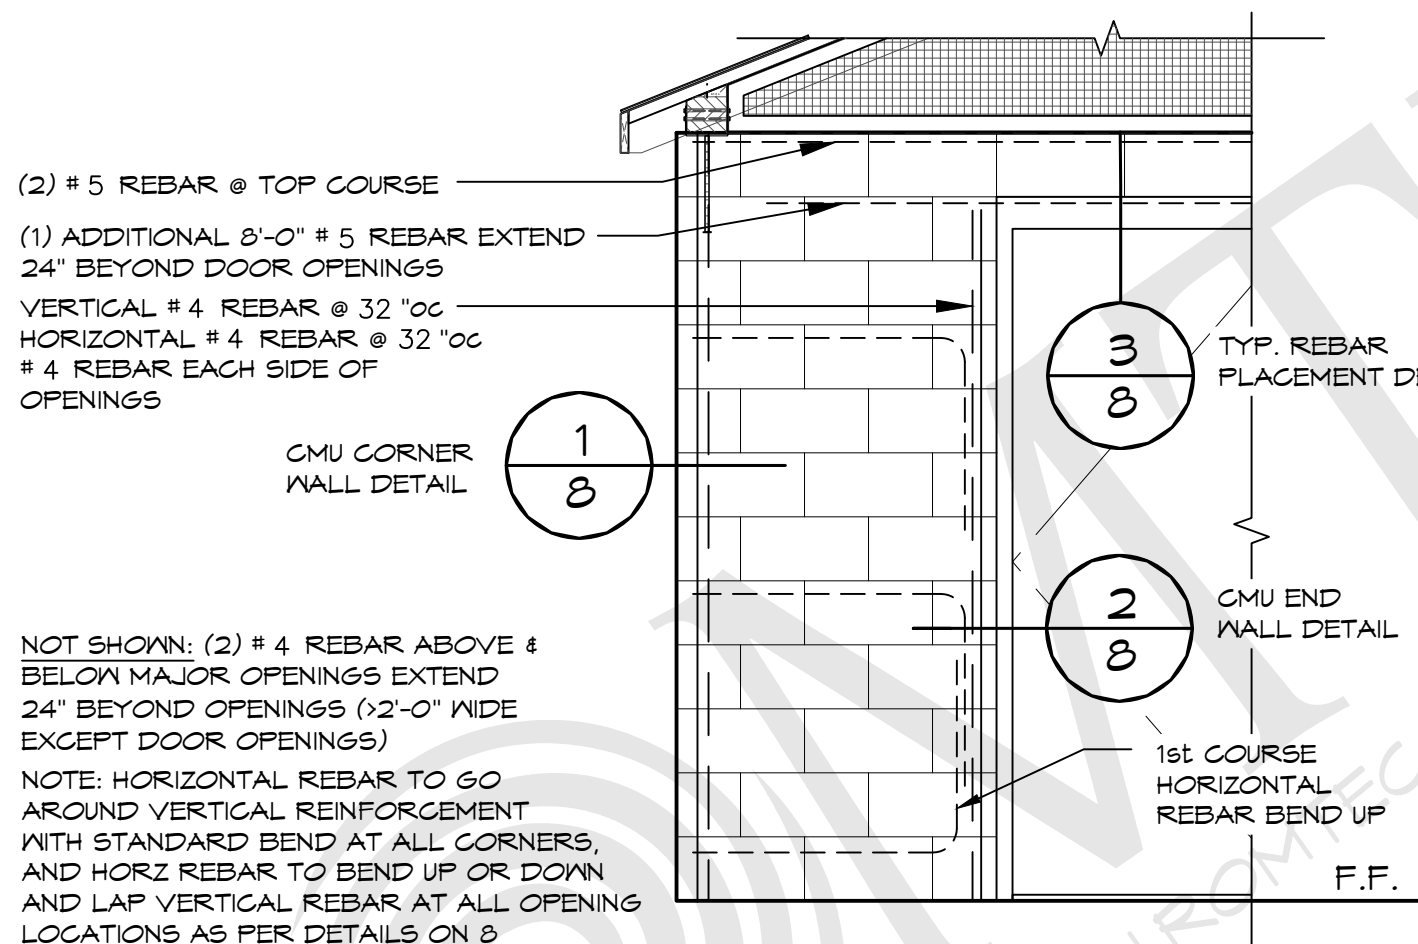 (2) # 5 REBAR @ TOP COURSE
(1) ADDITIONAL 8'-0" # 5 REBAR EXTEND
24" BEYOND DOOR OPENINGS
VERTICAL # 4 REBAR @ 32 "OC
HORIZONTAL # 4 REBAR @ 32 "OC
# 4 REBAR EACH SIDE OF
OPENINGS
3
8
TYP. REBAR
PLACEMENT
1
8
CMU CORNER
WALL DETAIL
2
8
CMU END
WALL DETAIL
NOT SHOWN: (2) # 4 REBAR ABOVE &
BELOW MAJOR OPENINGS EXTEND
24" BEYOND OPENINGS (>2'-0" WIDE
EXCEPT DOOR OPENINGS)
NOTE: HORIZONTAL REBAR TO GO
AROUND VERTICAL REINFORCEMENT
WITH STANDARD BEND AT ALL CORNERS,
AND HORZ REBAR TO BEND UP OR DOWN
AND LAP VERTICAL REBAR AT ALL OPENING
LOCATIONS AS PER DETAILS ON 8
1st COURSE
HORIZONTAL
REBAR BEND UP
F.F.
ROMTEC